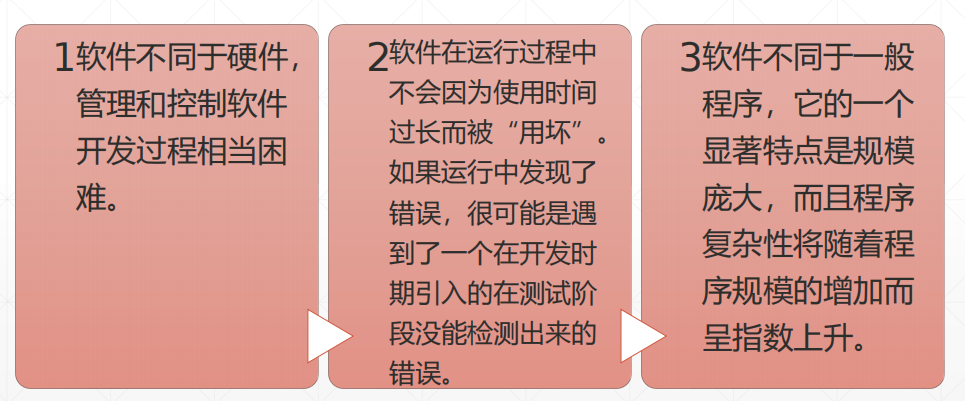 1软件不同于硬件，
管理和控制软件
开发过程相当困
难。
2软件在运行过程中
不会因为使用时间
过长而被“用坏”。
如果运行中发现了
错误，很可能是遇
到了一个在开发时
期引入的在测试阶
段没能检测出来的
错误。
3软件不同于一般
程序，它的一个
显著特点是规模
庞大，而且程序
复杂性将随着程
序规模的增加而
呈指数上升。